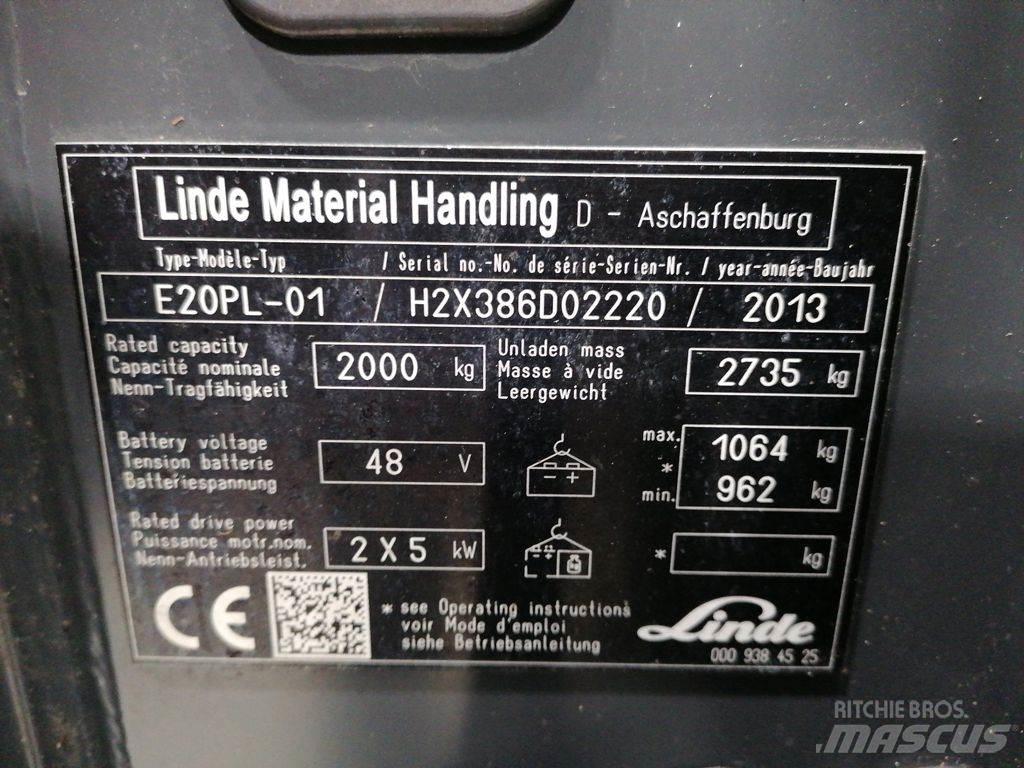 Linde Material Handling D - Aschaffenburg
Type-Modèle-Typ / Serial no.-No. de série-Serien-Nr. / year-année-Baujahr
E20PL-01 / H2X386D02220 / 2013
Rated capacity
Capacité nominale
Nenn-Tragfähigkeit
2000 kg
Unladen mass
Masse à vide
Leergewicht
2735 kg
Battery voltage
Tension batterie
Batteriespannung
48 V
- +
max. 1064 kg
*
min. 962 kg
Rated drive power
Puissance motr.nom.
Nenn-Antriebsleist.
2 X 5 kW
* kg
CE
* see Operating instructions
voir Mode d'emploi
siehe Betriebsanleitung
Linde
000 938 45 25
RITCHIE BROS.
MASCUS